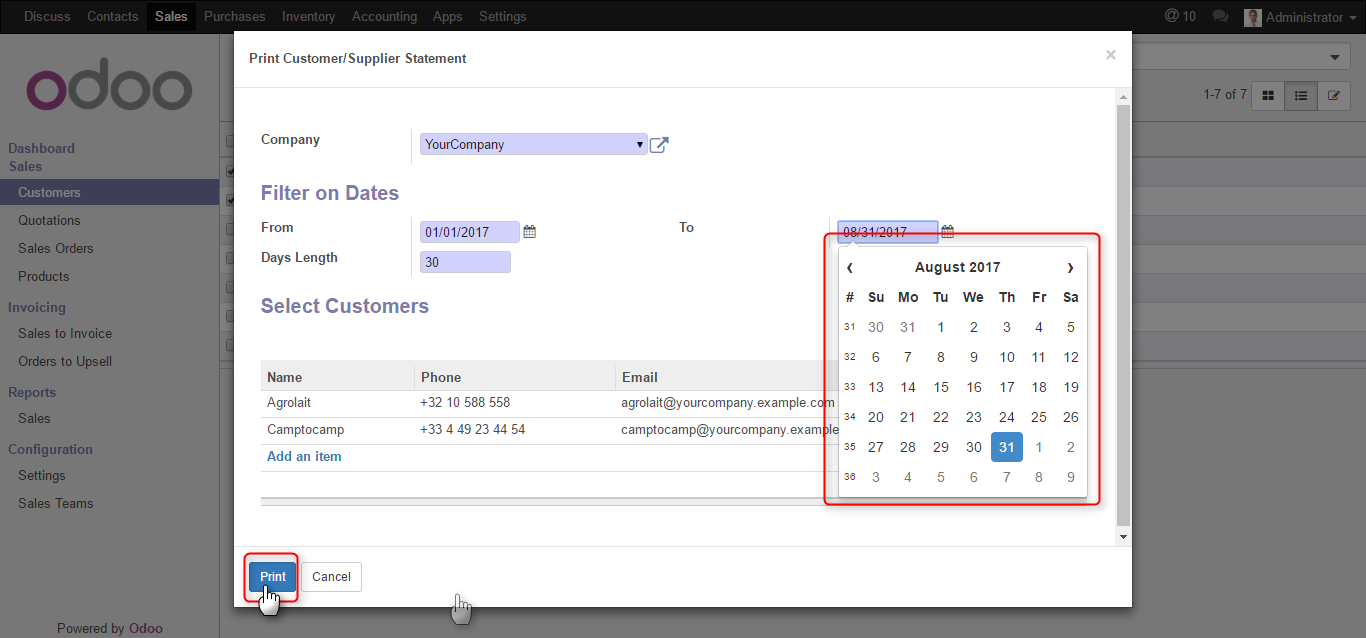 Discuss Contacts Sales Purchases Inventory Accounting Apps Settings @ 10 Administrator
Print Customer/Supplier Statement ×
odoo
1-7 of 7
Dashboard
Sales
Customers
Quotations
Sales Orders
Products
Invoicing
Sales to Invoice
Orders to Upsell
Reports
Sales
Configuration
Settings
Sales Teams
Powered by Odoo
Company YourCompany
Filter on Dates
From 01/01/2017 To 08/31/2017
Days Length 30
Select Customers
Name Phone Email
Agrolait +32 10 588 558 agrolait@yourcompany.example.com
Camptocamp +33 4 49 23 44 54 camptocamp@yourcompany.example
Add an item
‹ August 2017 ›
# Su Mo Tu We Th Fr Sa
31 30 31 1 2 3 4 5
32 6 7 8 9 10 11 12
33 13 14 15 16 17 18 19
34 20 21 22 23 24 25 26
35 27 28 29 30 31 1 2
36 3 4 5 6 7 8 9
Print Cancel